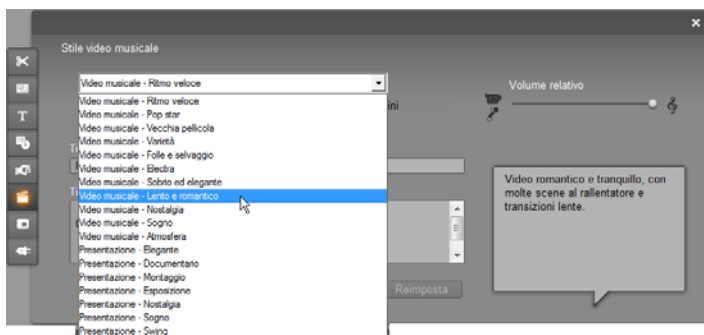 Stile video musicale
Video musicale - Ritmo veloce
Volume relativo
Video musicale - Ritmo veloce
ini
Video musicale - Pop star
Video musicale - Vecchia pellicola
Video musicale - Varietà
Video musicale - Folle e selvaggio
Video musicale - Electra
Video musicale - Sobrio ed elegante
Video musicale - Lento e romantico
Video musicale - Nostalgia
Video musicale - Sogno
Video musicale - Atmosfera
Presentazione - Elegante
Presentazione - Documentario
Presentazione - Montaggio
Presentazione - Esposizione
Presentazione - Nostalgia
Presentazione - Sogno
Presentazione - Swing
Video romantico e tranquillo, con
molte scene al rallentatore e
transizioni lente.
Reimposta
T